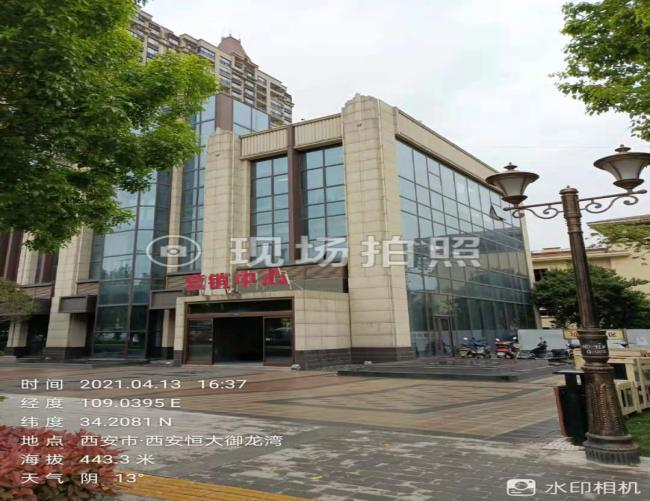 现场拍照
营销中心
时间 2021.04.13 16:37
经度 109.0395 E
纬度 34.2081 N
地点 西安市·西安恒大御龙湾
海拔 443.3 米
天气 阴 13°
水印相机